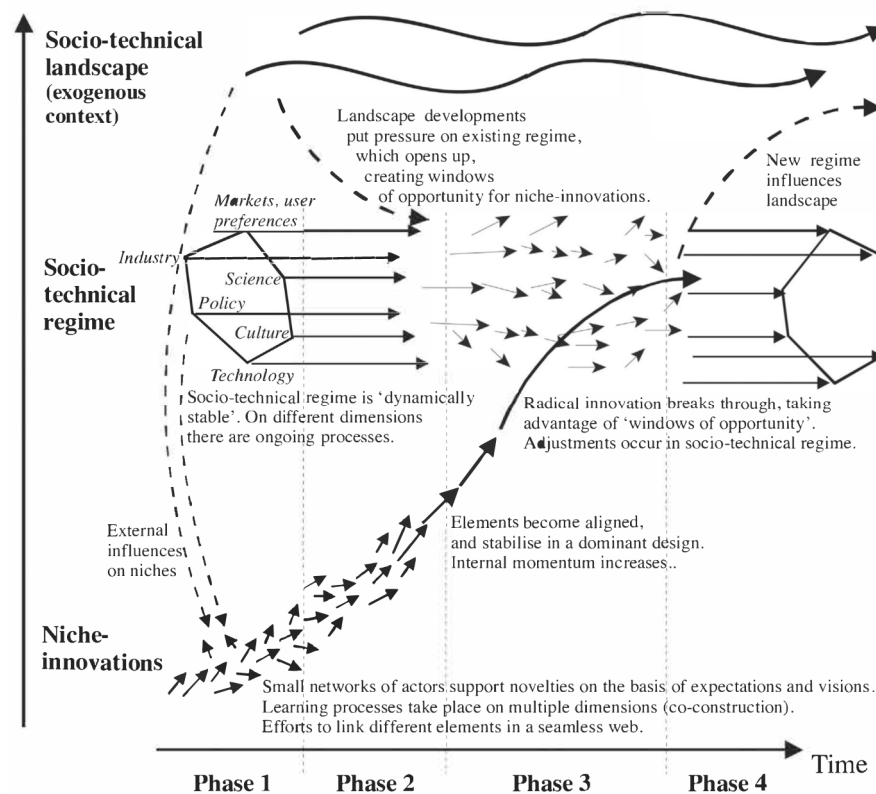 Socio-technical
landscape
(exogenous
context)
Landscape developments
put pressure on existing regime,
which opens up,
creating windows
of opportunity for niche-innovations.
New regime
influences
landscape
Markets, user
preferences
Industry
Science
Policy
Culture
Technology
Socio-
technical
regime
Socio-technical regime is ‘dynamically
stable’. On different dimensions
there are ongoing processes.
Radical innovation breaks through, taking
advantage of ‘windows of opportunity’.
Adjustments occur in socio-technical regime.
External
influences
on niches
Elements become aligned,
and stabilise in a dominant design.
Internal momentum increases..
Niche-
innovations
Small networks of actors support novelties on the basis of expectations and visions.
Learning processes take place on multiple dimensions (co-construction).
Efforts to link different elements in a seamless web.
Time
Phase 1
Phase 2
Phase 3
Phase 4